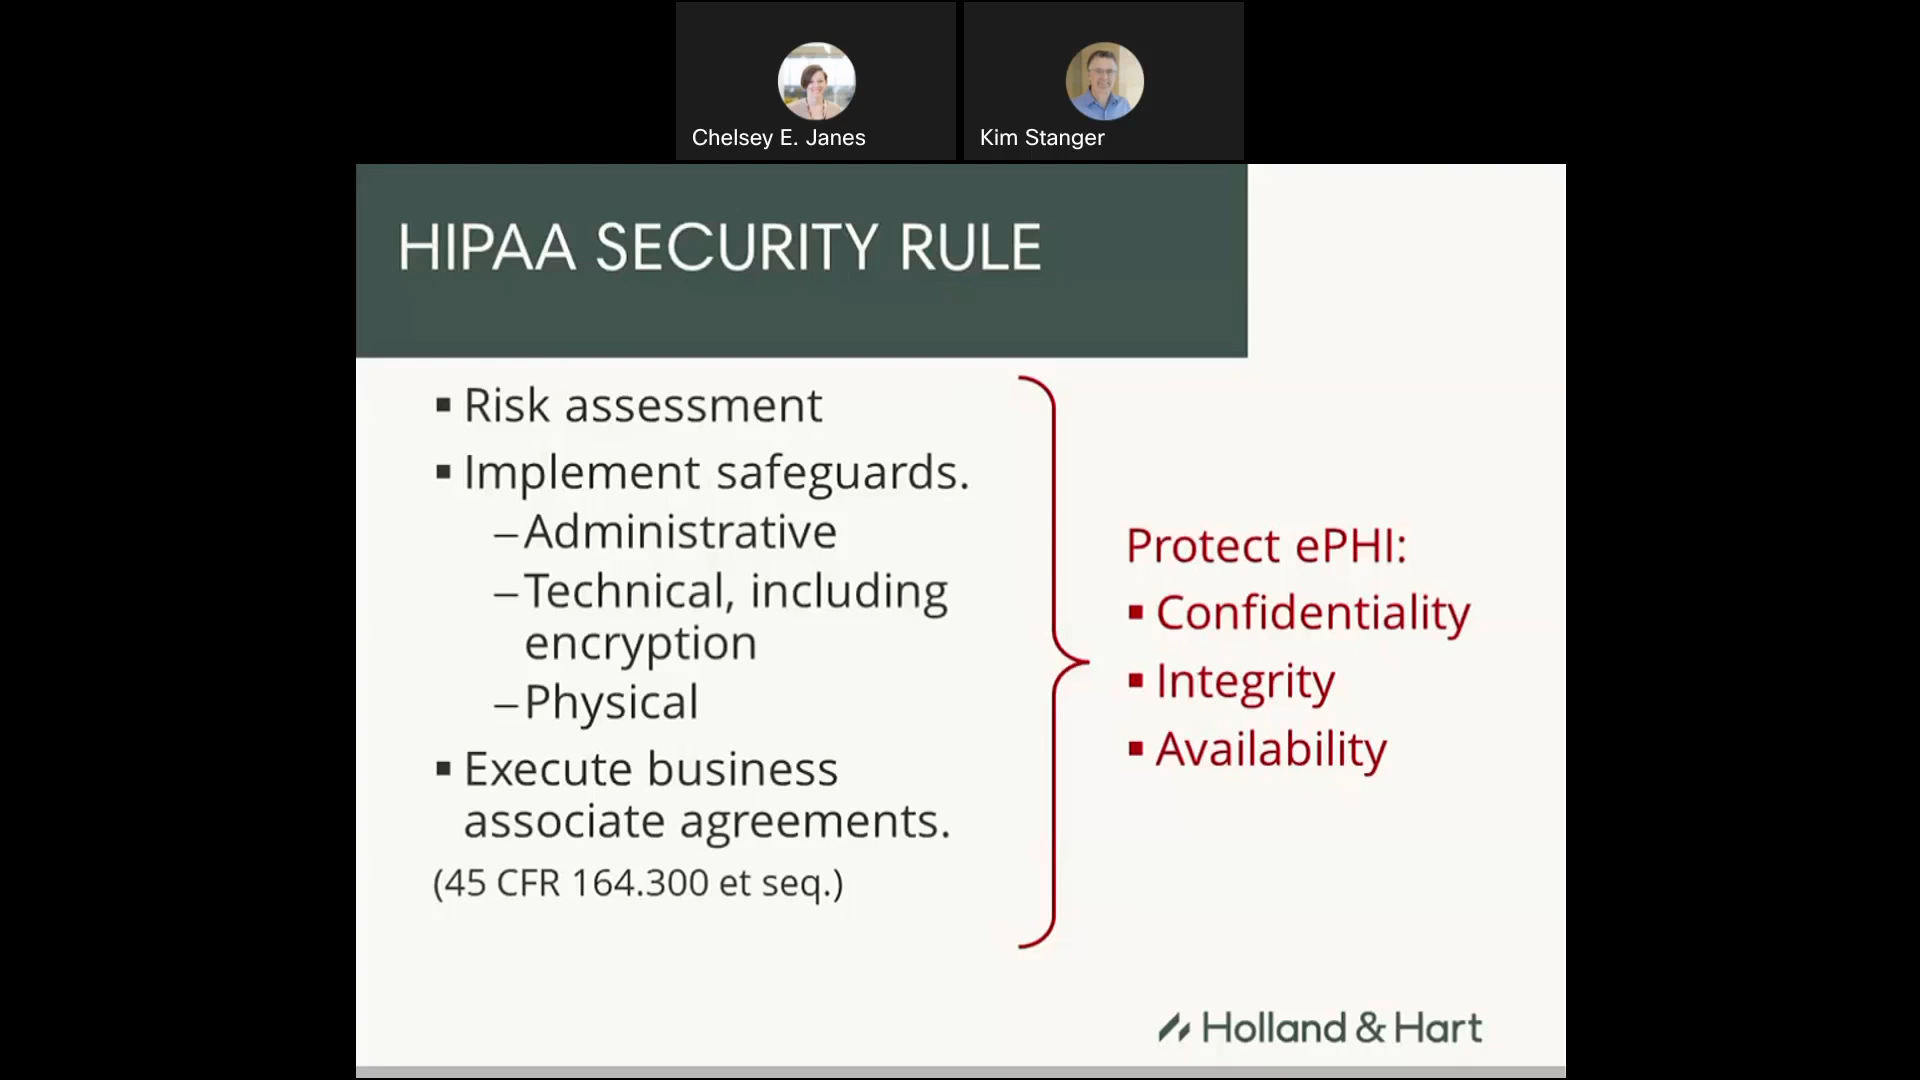 Chelsey E. Janes
Kim Stanger
HIPAA SECURITY RULE
▪ Risk assessment
▪ Implement safeguards.
–Administrative
–Technical, including
encryption
–Physical
▪ Execute business
associate agreements.
(45 CFR 164.300 et seq.)
Protect ePHI:
▪ Confidentiality
▪ Integrity
▪ Availability
Holland & Hart